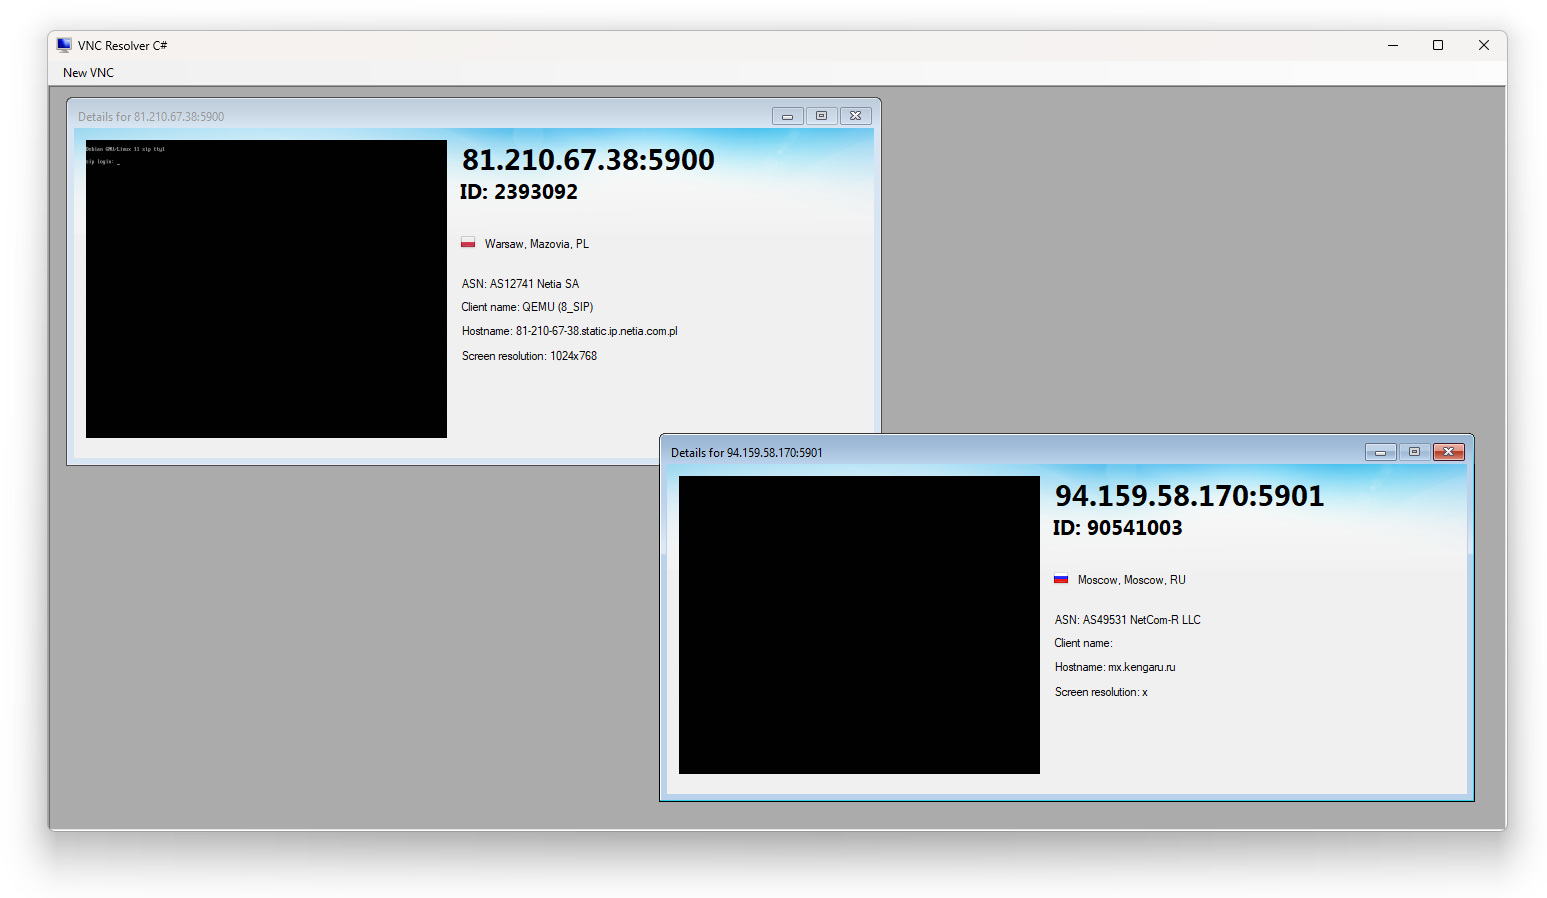 VNC Resolver C#
New VNC
Details for 81.210.67.38:5900
Debian GNU/Linux 11 sip tty1
sip login: _
81.210.67.38:5900
ID: 2393092
Warsaw, Mazovia, PL
ASN: AS12741 Netia SA
Client name: QEMU (8_SIP)
Hostname: 81-210-67-38.static.ip.netia.com.pl
Screen resolution: 1024x768
Details for 94.159.58.170:5901
94.159.58.170:5901
ID: 90541003
Moscow, Moscow, RU
ASN: AS49531 NetCom-R LLC
Client name:
Hostname: mx.kengaru.ru
Screen resolution: x